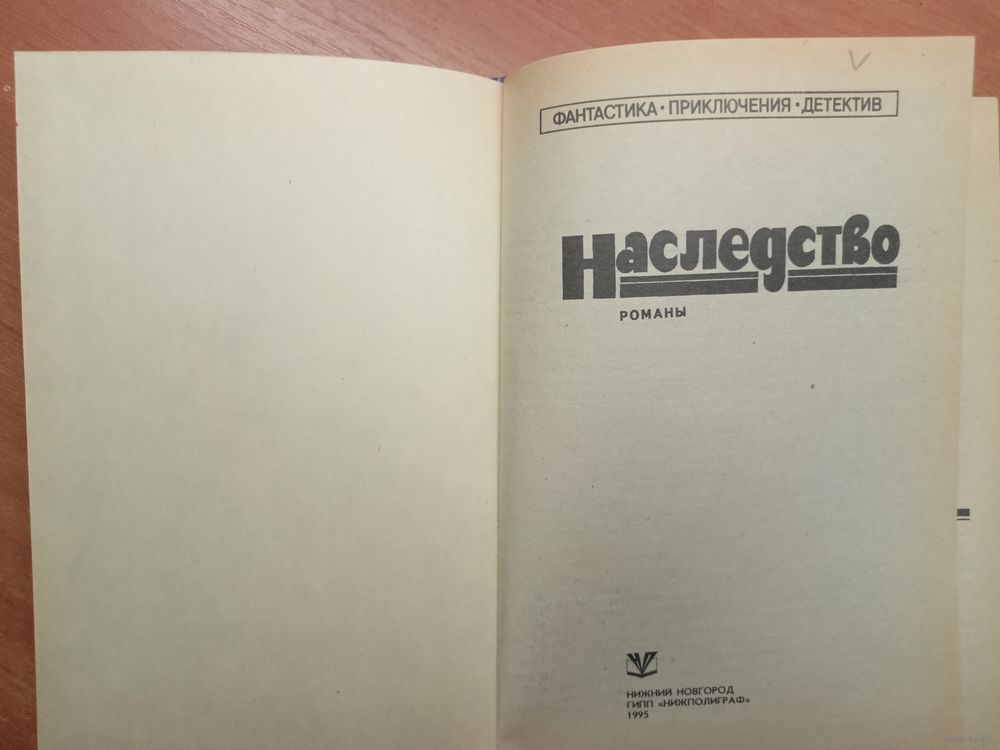 ФАНТАСТИКА • ПРИКЛЮЧЕНИЯ • ДЕТЕКТИВ
Наследство
РОМАНЫ
НИЖНИЙ НОВГОРОД
ГИПП «НИЖПОЛИГРАФ»
1995